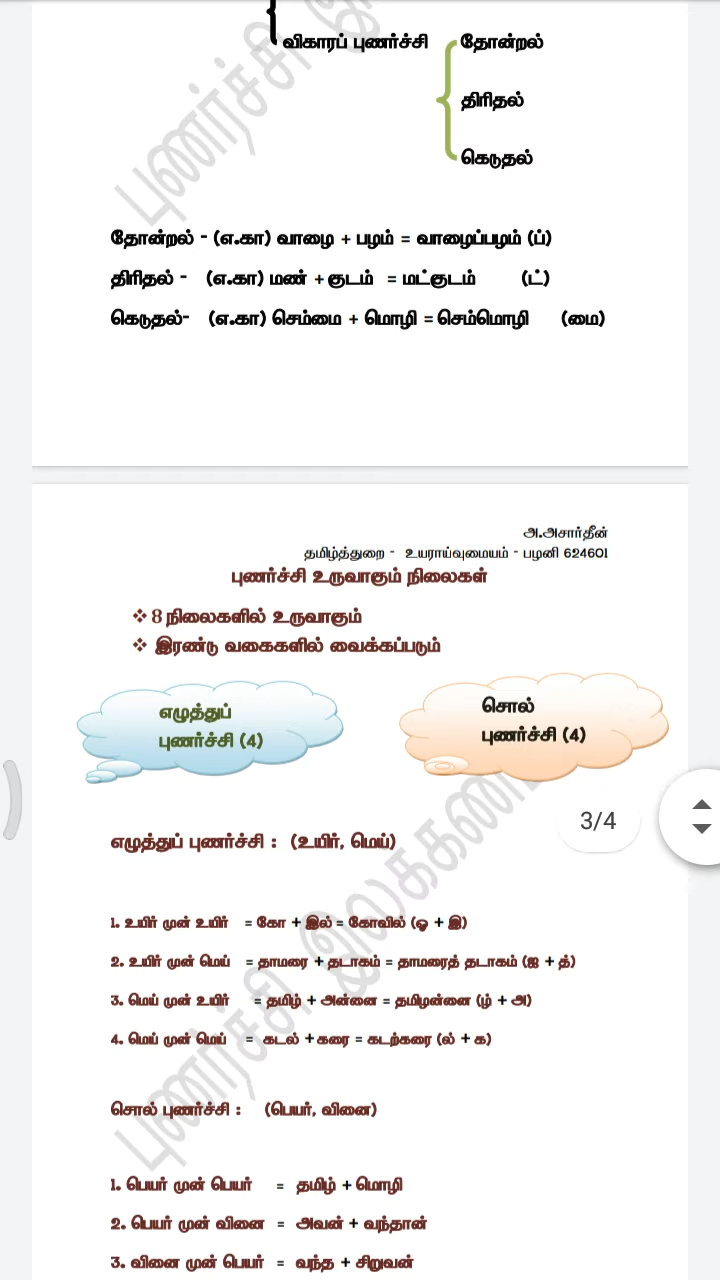 விகாரப் புணர்ச்சி
தோன்றல்
திரிதல்
கெடுதல்
தோன்றல் - (எ.கா) வாழை + பழம் = வாழைப்பழம் (ப்)
திரிதல் - (எ.கா) மண் + குடம் = மட்குடம் (ட்)
கெடுதல்- (எ.கா) செம்மை + மொழி = செம்மொழி (மை)
அ.அசார்தீன்
தமிழ்த்துறை - உயராய்வுமையம் - பழனி 624601
புணர்ச்சி உருவாகும் நிலைகள்
❖ 8 நிலைகளில் உருவாகும்
❖ இரண்டு வகைகளில் வைக்கப்படும்
எழுத்துப்
புணர்ச்சி (4)
சொல்
புணர்ச்சி (4)
3/4
எழுத்துப் புணர்ச்சி : (உயிர், மெய்)
1. உயிர் முன் உயிர் = கோ + இல் = கோவில் (ஓ + இ)
2. உயிர் முன் மெய் = தாமரை + தடாகம் = தாமரைத் தடாகம் (ஐ + த்)
3. மெய் முன் உயிர் = தமிழ் + அன்னை = தமிழன்னை (ழ் + அ)
4. மெய் முன் மெய் = கடல் + கரை = கடற்கரை (ல் + க)
சொல் புணர்ச்சி : (பெயர், வினை)
1. பெயர் முன் பெயர் = தமிழ் + மொழி
2. பெயர் முன் வினை = அவன் + வந்தான்
3. வினை முன் பெயர் = வந்த + சிறுவன்
புணர்ச்சி இலக்கண